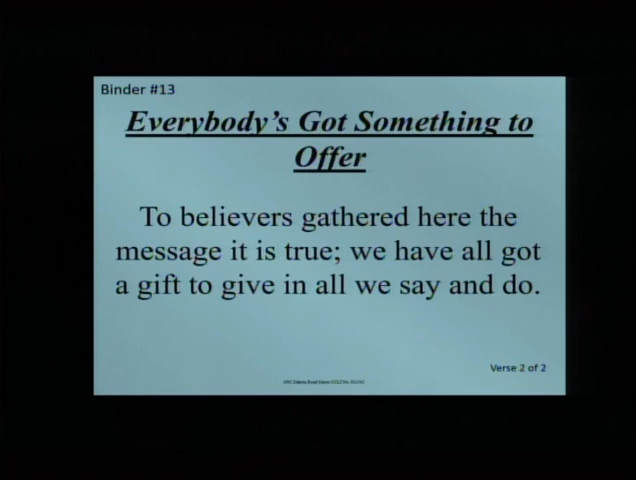 Binder #13
Everybody's Got Something to
Offer
To believers gathered here the
message it is true; we have all got
a gift to give in all we say and do.
Verse 2 of 2